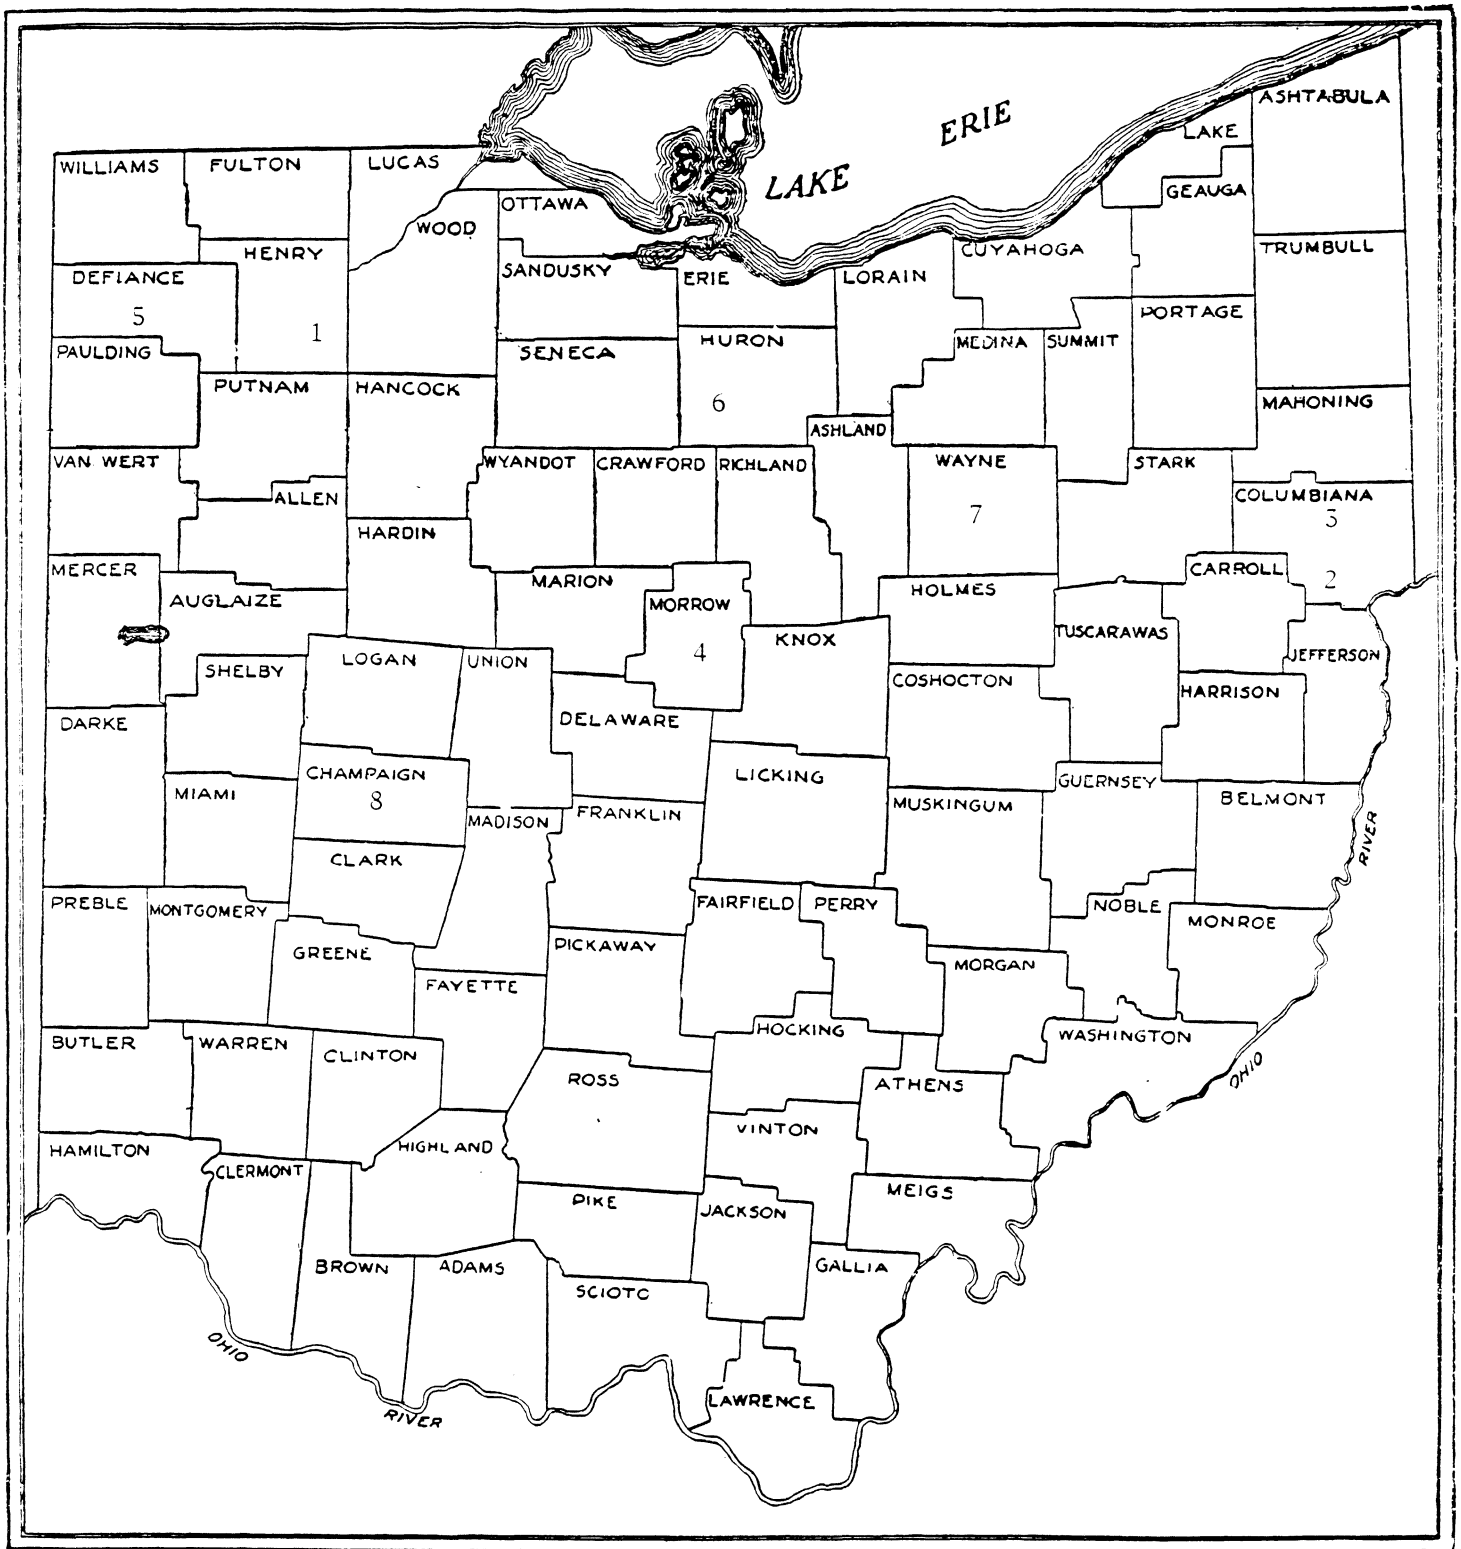 ASHTABULA
ERIE
LAKE
WILLIAMS
FULTON
LUCAS
LAKE
GEAUGA
OTTAWA
WOOD
HENRY
CUYAHOGA
TRUMBULL
DEFIANCE
SANDUSKY
ERIE
LORAIN
5
1
PORTAGE
PAULDING
SENECA
HURON
MEDINA
SUMMIT
PUTNAM
HANCOCK
6
MAHONING
ASHLAND
VAN WERT
WYANDOT
CRAWFORD
RICHLAND
WAYNE
STARK
ALLEN
COLUMBIANA
7
3
HARDIN
MERCER
MARION
CARROLL
2
AUGLAIZE
MORROW
HOLMES
KNOX
TUSCARAWAS
4
JEFFERSON
LOGAN
UNION
SHELBY
COSHOCTON
HARRISON
DARKE
DELAWARE
CHAMPAIGN
LICKING
GUERNSEY
MIAMI
8
MUSKINGUM
BELMONT
MADISON
FRANKLIN
RIVER
CLARK
PREBLE
MONTGOMERY
FAIRFIELD
PERRY
NOBLE
MONROE
GREENE
PICKAWAY
MORGAN
FAYETTE
BUTLER
WARREN
CLINTON
HOCKING
WASHINGTON
ROSS
ATHENS
OHIO
HAMILTON
HIGHLAND
VINTON
CLERMONT
PIKE
JACKSON
MEIGS
BROWN
ADAMS
GALLIA
SCIOTO
OHIO
LAWRENCE
RIVER